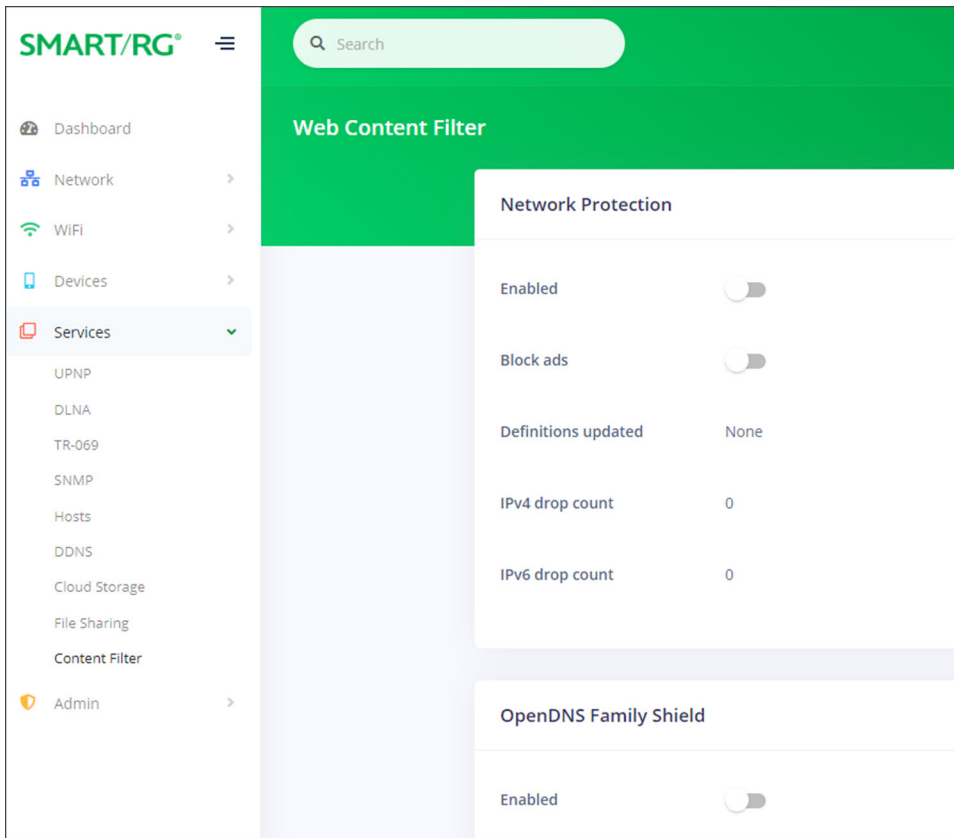 SMART/RG®
Search
Dashboard
Network
WiFi
Devices
Services
UPNP
DLNA
TR-069
SNMP
Hosts
DDNS
Cloud Storage
File Sharing
Content Filter
Admin
Web Content Filter
Network Protection
Enabled
Block ads
Definitions updated None
IPv4 drop count 0
IPv6 drop count 0
OpenDNS Family Shield
Enabled